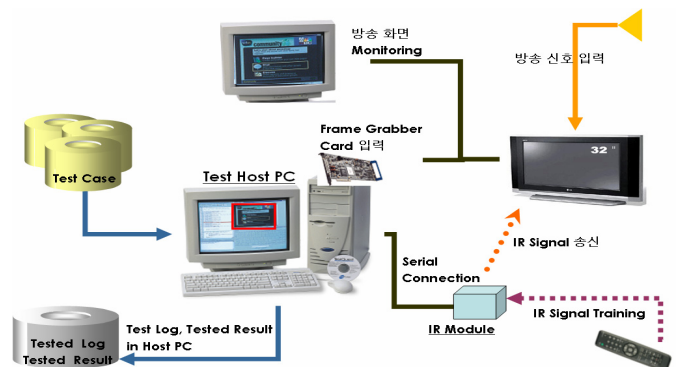 방송 화면
Monitoring
방송 신호 입력
community
Frame Grabber
Card 입력
32"
Test Case
Test Host PC
IR Signal 송신
Serial
Connection
IR Signal Training
IR Module
Test Log, Tested Result
in Host PC
Tested Log
Tested Result